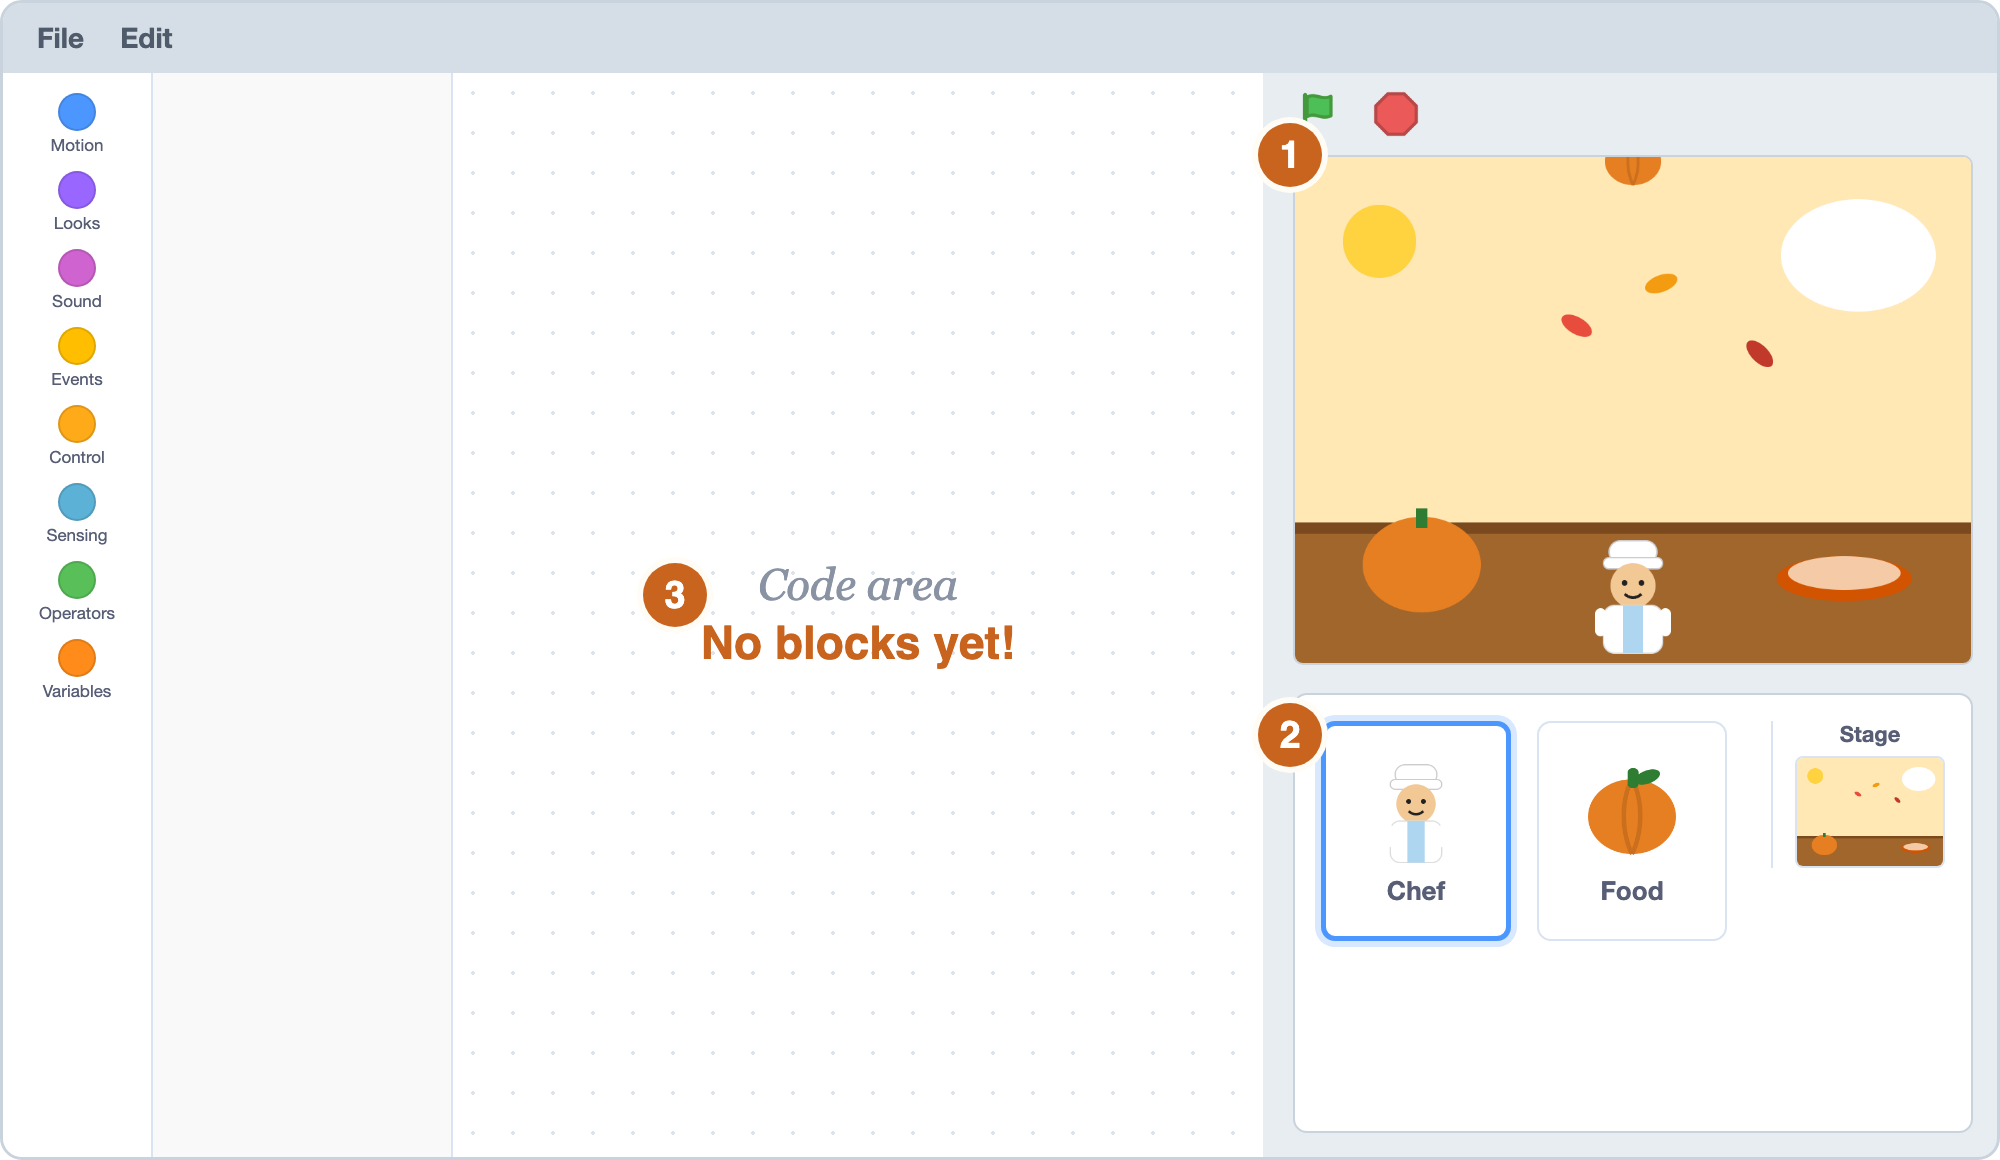 File Edit
Motion
Looks
Sound
Events
Control
Sensing
Operators
Variables
3
Code area
No blocks yet!
1
2
Chef
Food
Stage